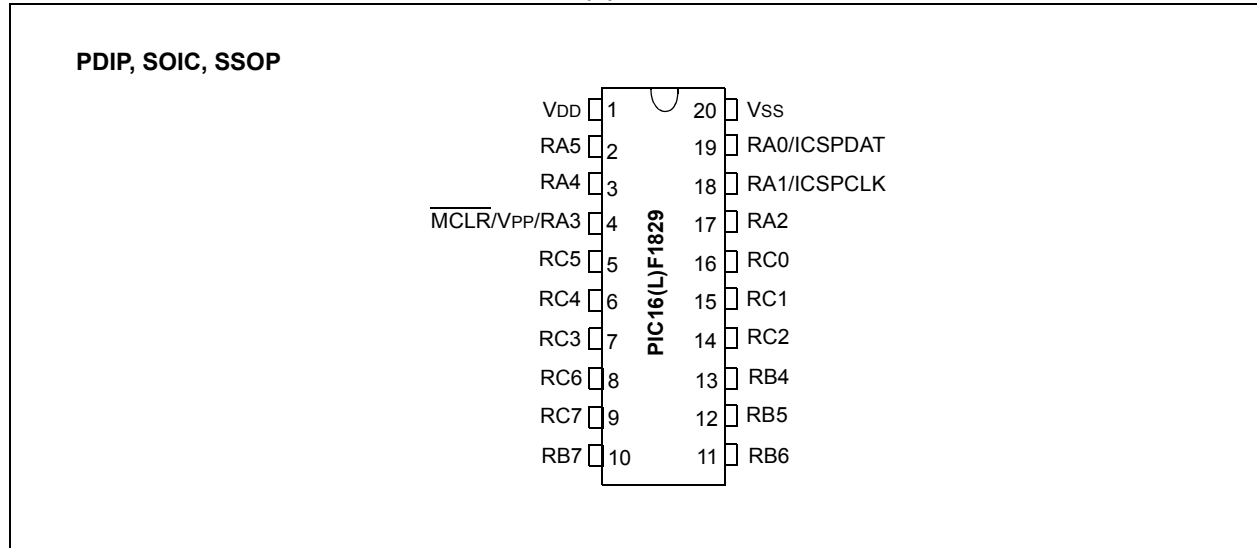 PDIP, SOIC, SSOP
VDD 1 20 VSS
RA5 2 19 RA0/ICSPDAT
RA4 3 18 RA1/ICSPCLK
MCLR/VPP/RA3 4 17 RA2
RC5 5 16 RC0
RC4 6 15 RC1
RC3 7 14 RC2
RC6 8 13 RB4
RC7 9 12 RB5
RB7 10 11 RB6
PIC16(L)F1829